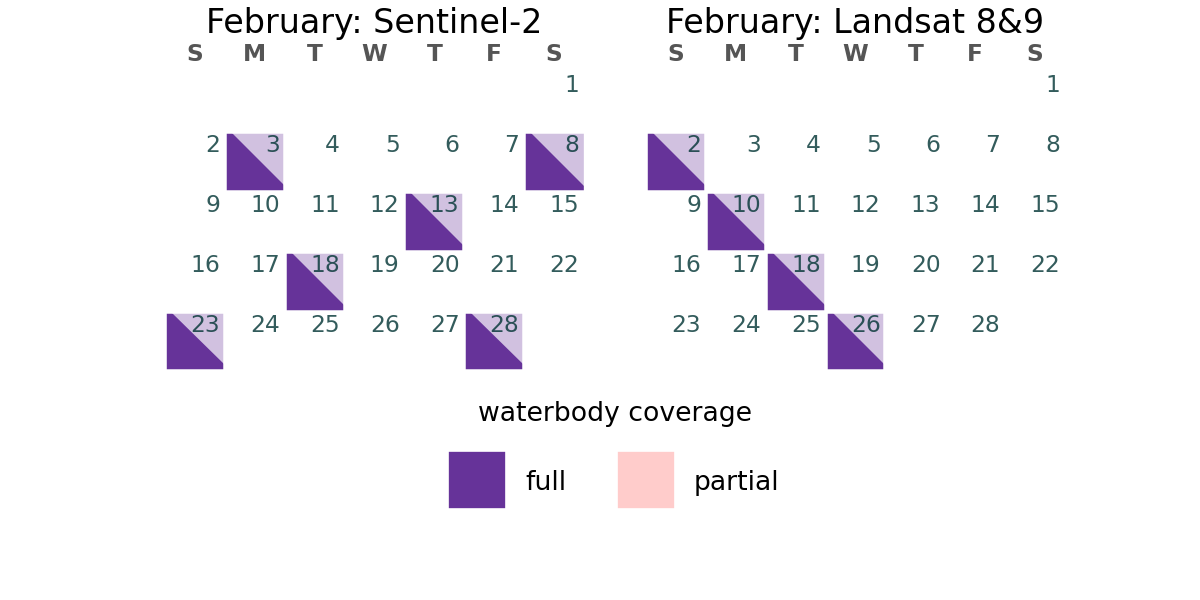 February: Sentinel-2
S M T W T F S
1
2 3 4 5 6 7 8
9 10 11 12 13 14 15
16 17 18 19 20 21 22
23 24 25 26 27 28
February: Landsat 8&9
S M T W T F S
1
2 3 4 5 6 7 8
9 10 11 12 13 14 15
16 17 18 19 20 21 22
23 24 25 26 27 28
waterbody coverage
full partial